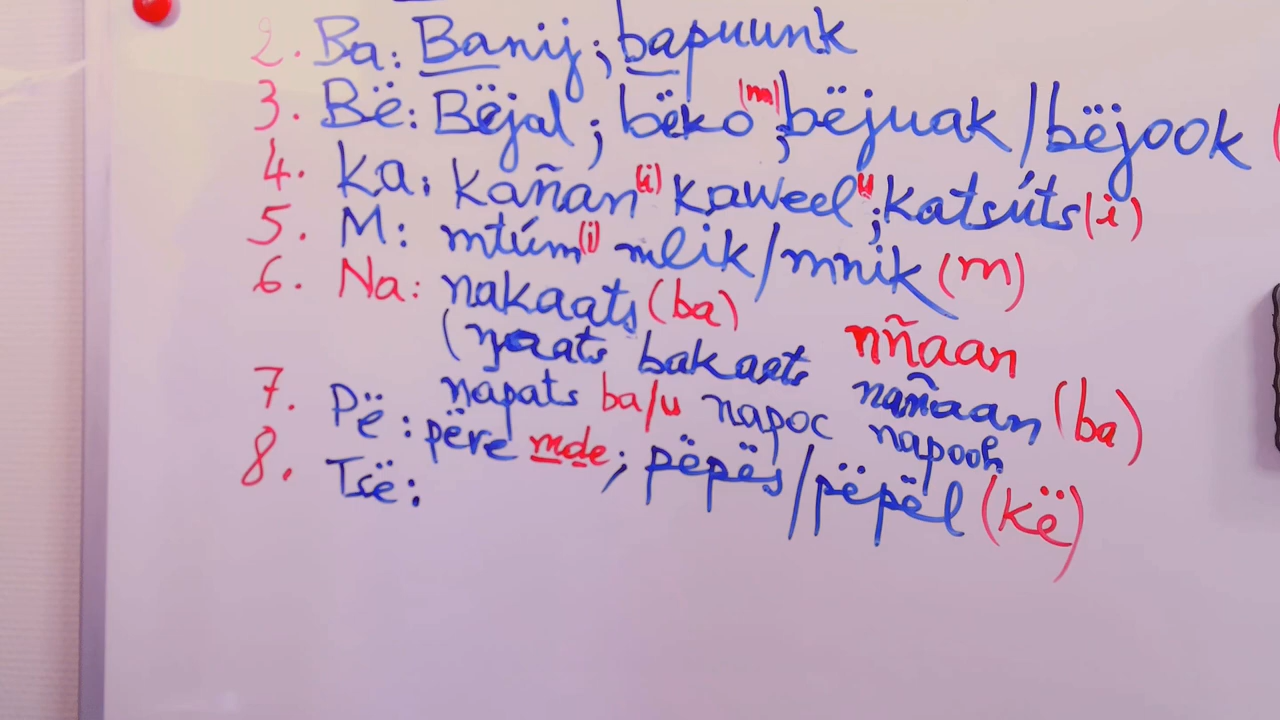 2. Ba: Banij; bapuunk
3. Bë: Bëjal; bëko (m); bëjuak / bëjook (
4. Ka: kañan (i) kaweel u; katsúts (i)
5. M: mtúm (i) mlik / mnik (m)
6. Na: nakaats (ba) nñaan
bakaats nañaan (ba)
napats ba/u napoc napooh
7. Pë: përe mde; pëpës / pëpël (kë)
8. Tsë: